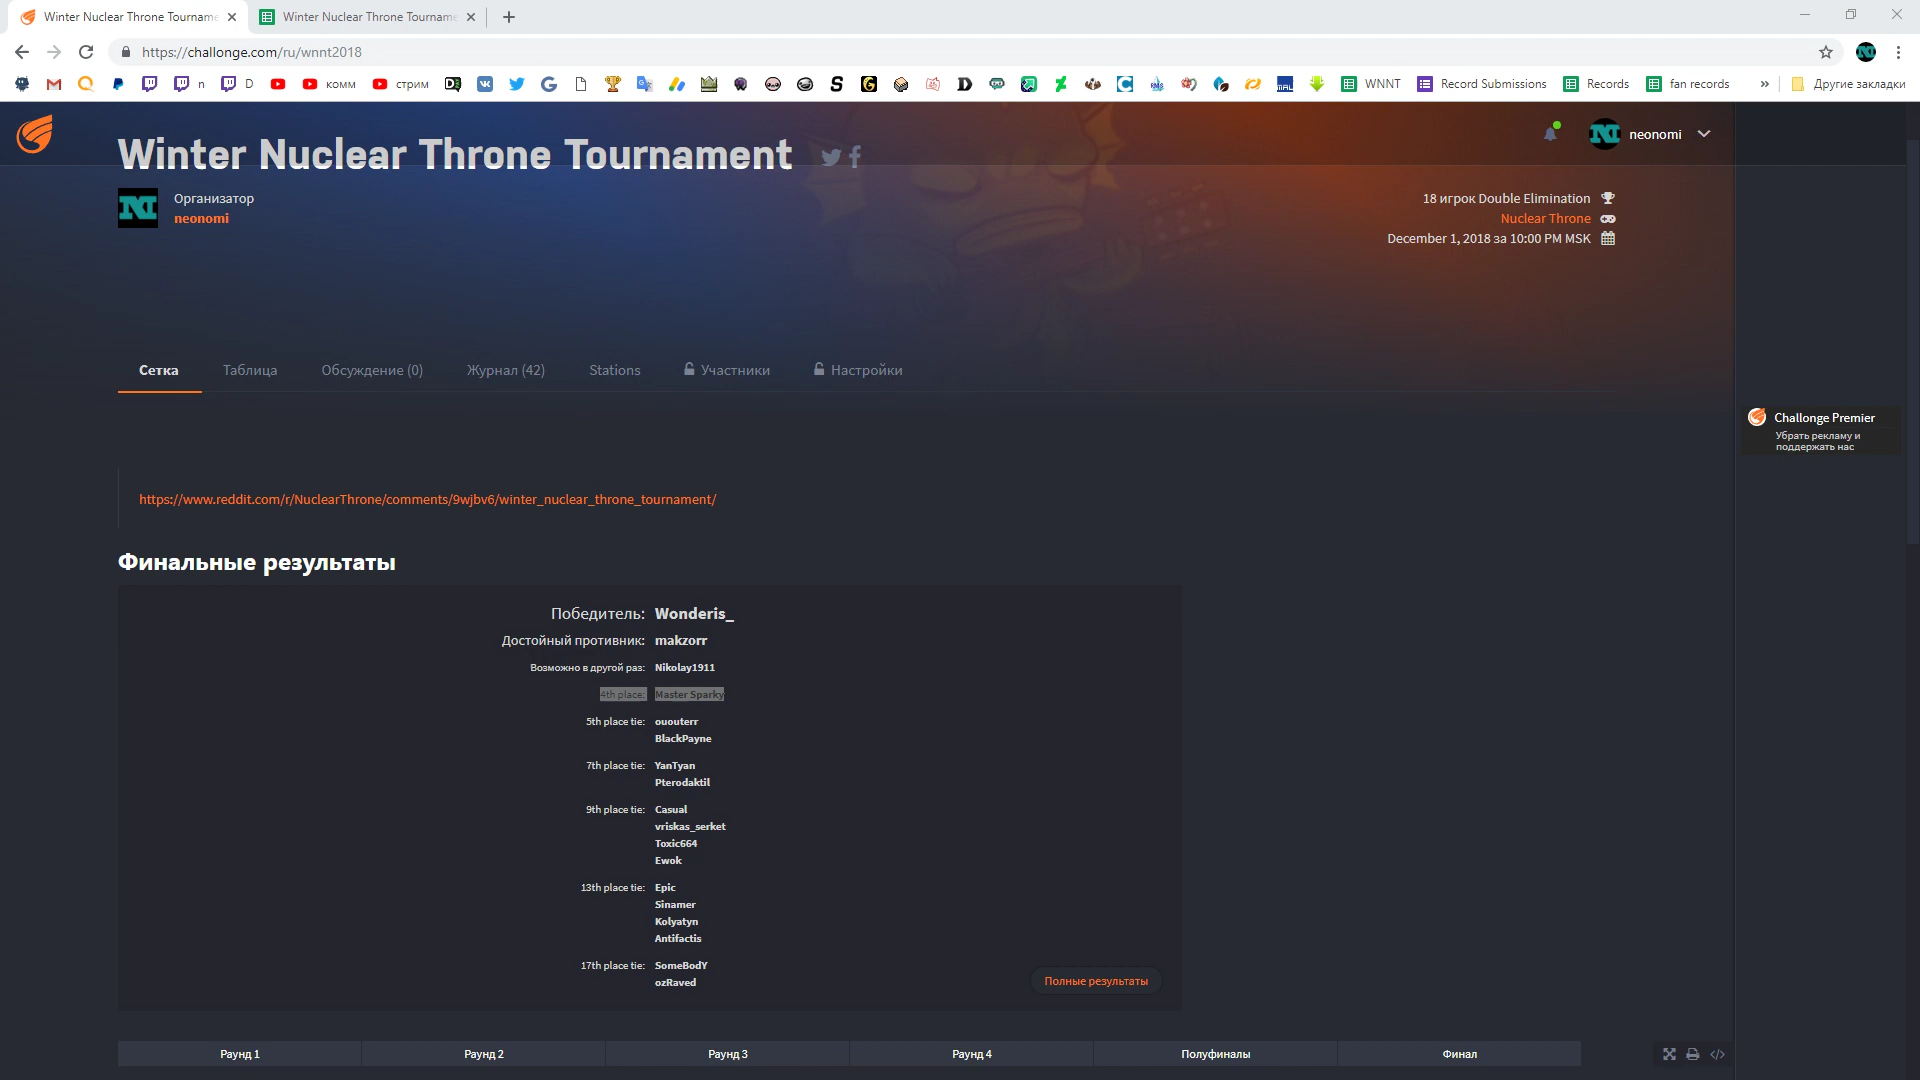 Winter Nuclear Throne Tourname
Winter Nuclear Throne Tourname
https://challonge.com/ru/wnnt2018
n
D
комм
стрим
WNNT
Record Submissions
Records
fan records
Другие закладки
Winter Nuclear Throne Tournament
neonomi
Организатор
neonomi
18 игрок Double Elimination
Nuclear Throne
December 1, 2018 за 10:00 PM MSK
Сетка
Таблица
Обсуждение (0)
Журнал (42)
Stations
Участники
Настройки
Challonge Premier
Убрать рекламу и
поддержать нас
https://www.reddit.com/r/NuclearThrone/comments/9wjbv6/winter_nuclear_throne_tournament/
Финальные результаты
Победитель: Wonderis_
Достойный противник: makzorr
Возможно в другой раз: Nikolay1911
4th place: Master Sparky
5th place tie: ououterr
BlackPayne
7th place tie: YanTyan
Pterodaktil
9th place tie: Casual
vriskas_serket
Toxic664
Ewok
13th place tie: Epic
Sinamer
Kolyatyn
Antifactis
17th place tie: SomeBodY
ozRaved
Полные результаты
Раунд 1
Раунд 2
Раунд 3
Раунд 4
Полуфиналы
Финал